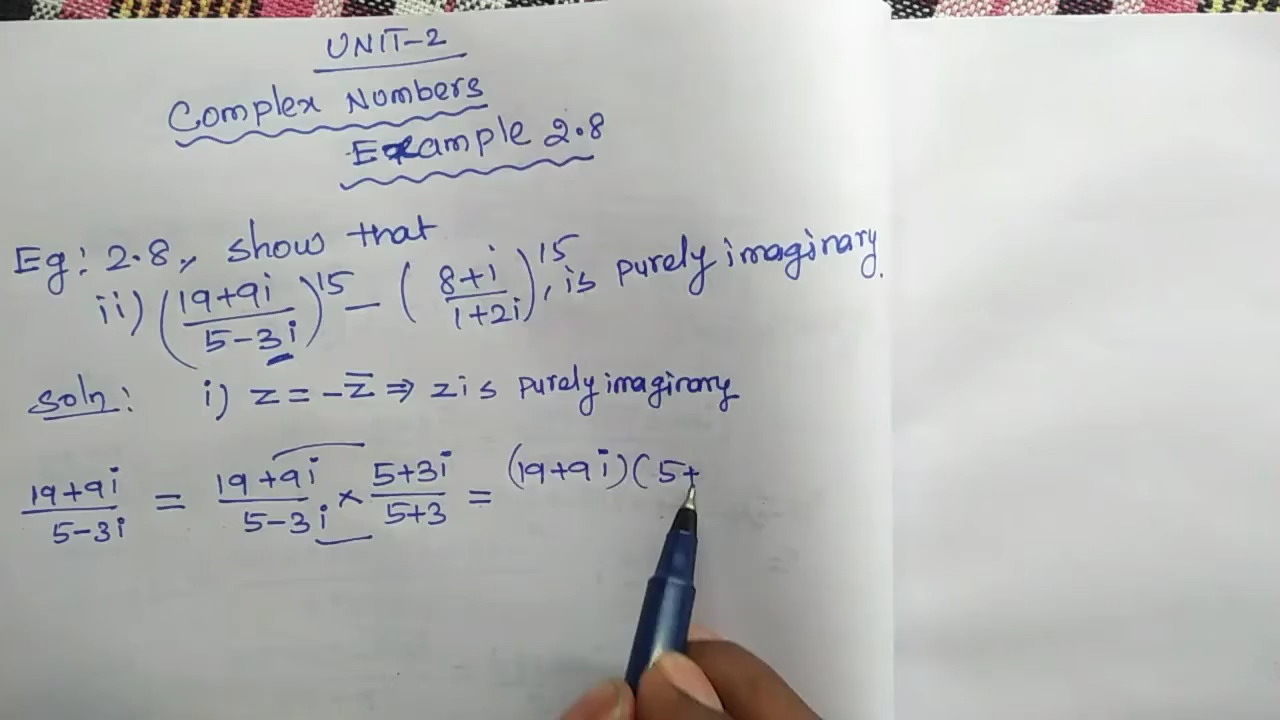 UNIT-2
Complex Numbers
Example 2.8
Eg: 2.8, show that
ii) (19+9i / 5-3i)^15 - (8+i / 1+2i)^15, is purely imaginary.
Soln: i) z = -z̄ ⇒ z is purely imaginary
19+9i / 5-3i = 19+9i / 5-3i × 5+3i / 5+3 = (19+9i)(5+